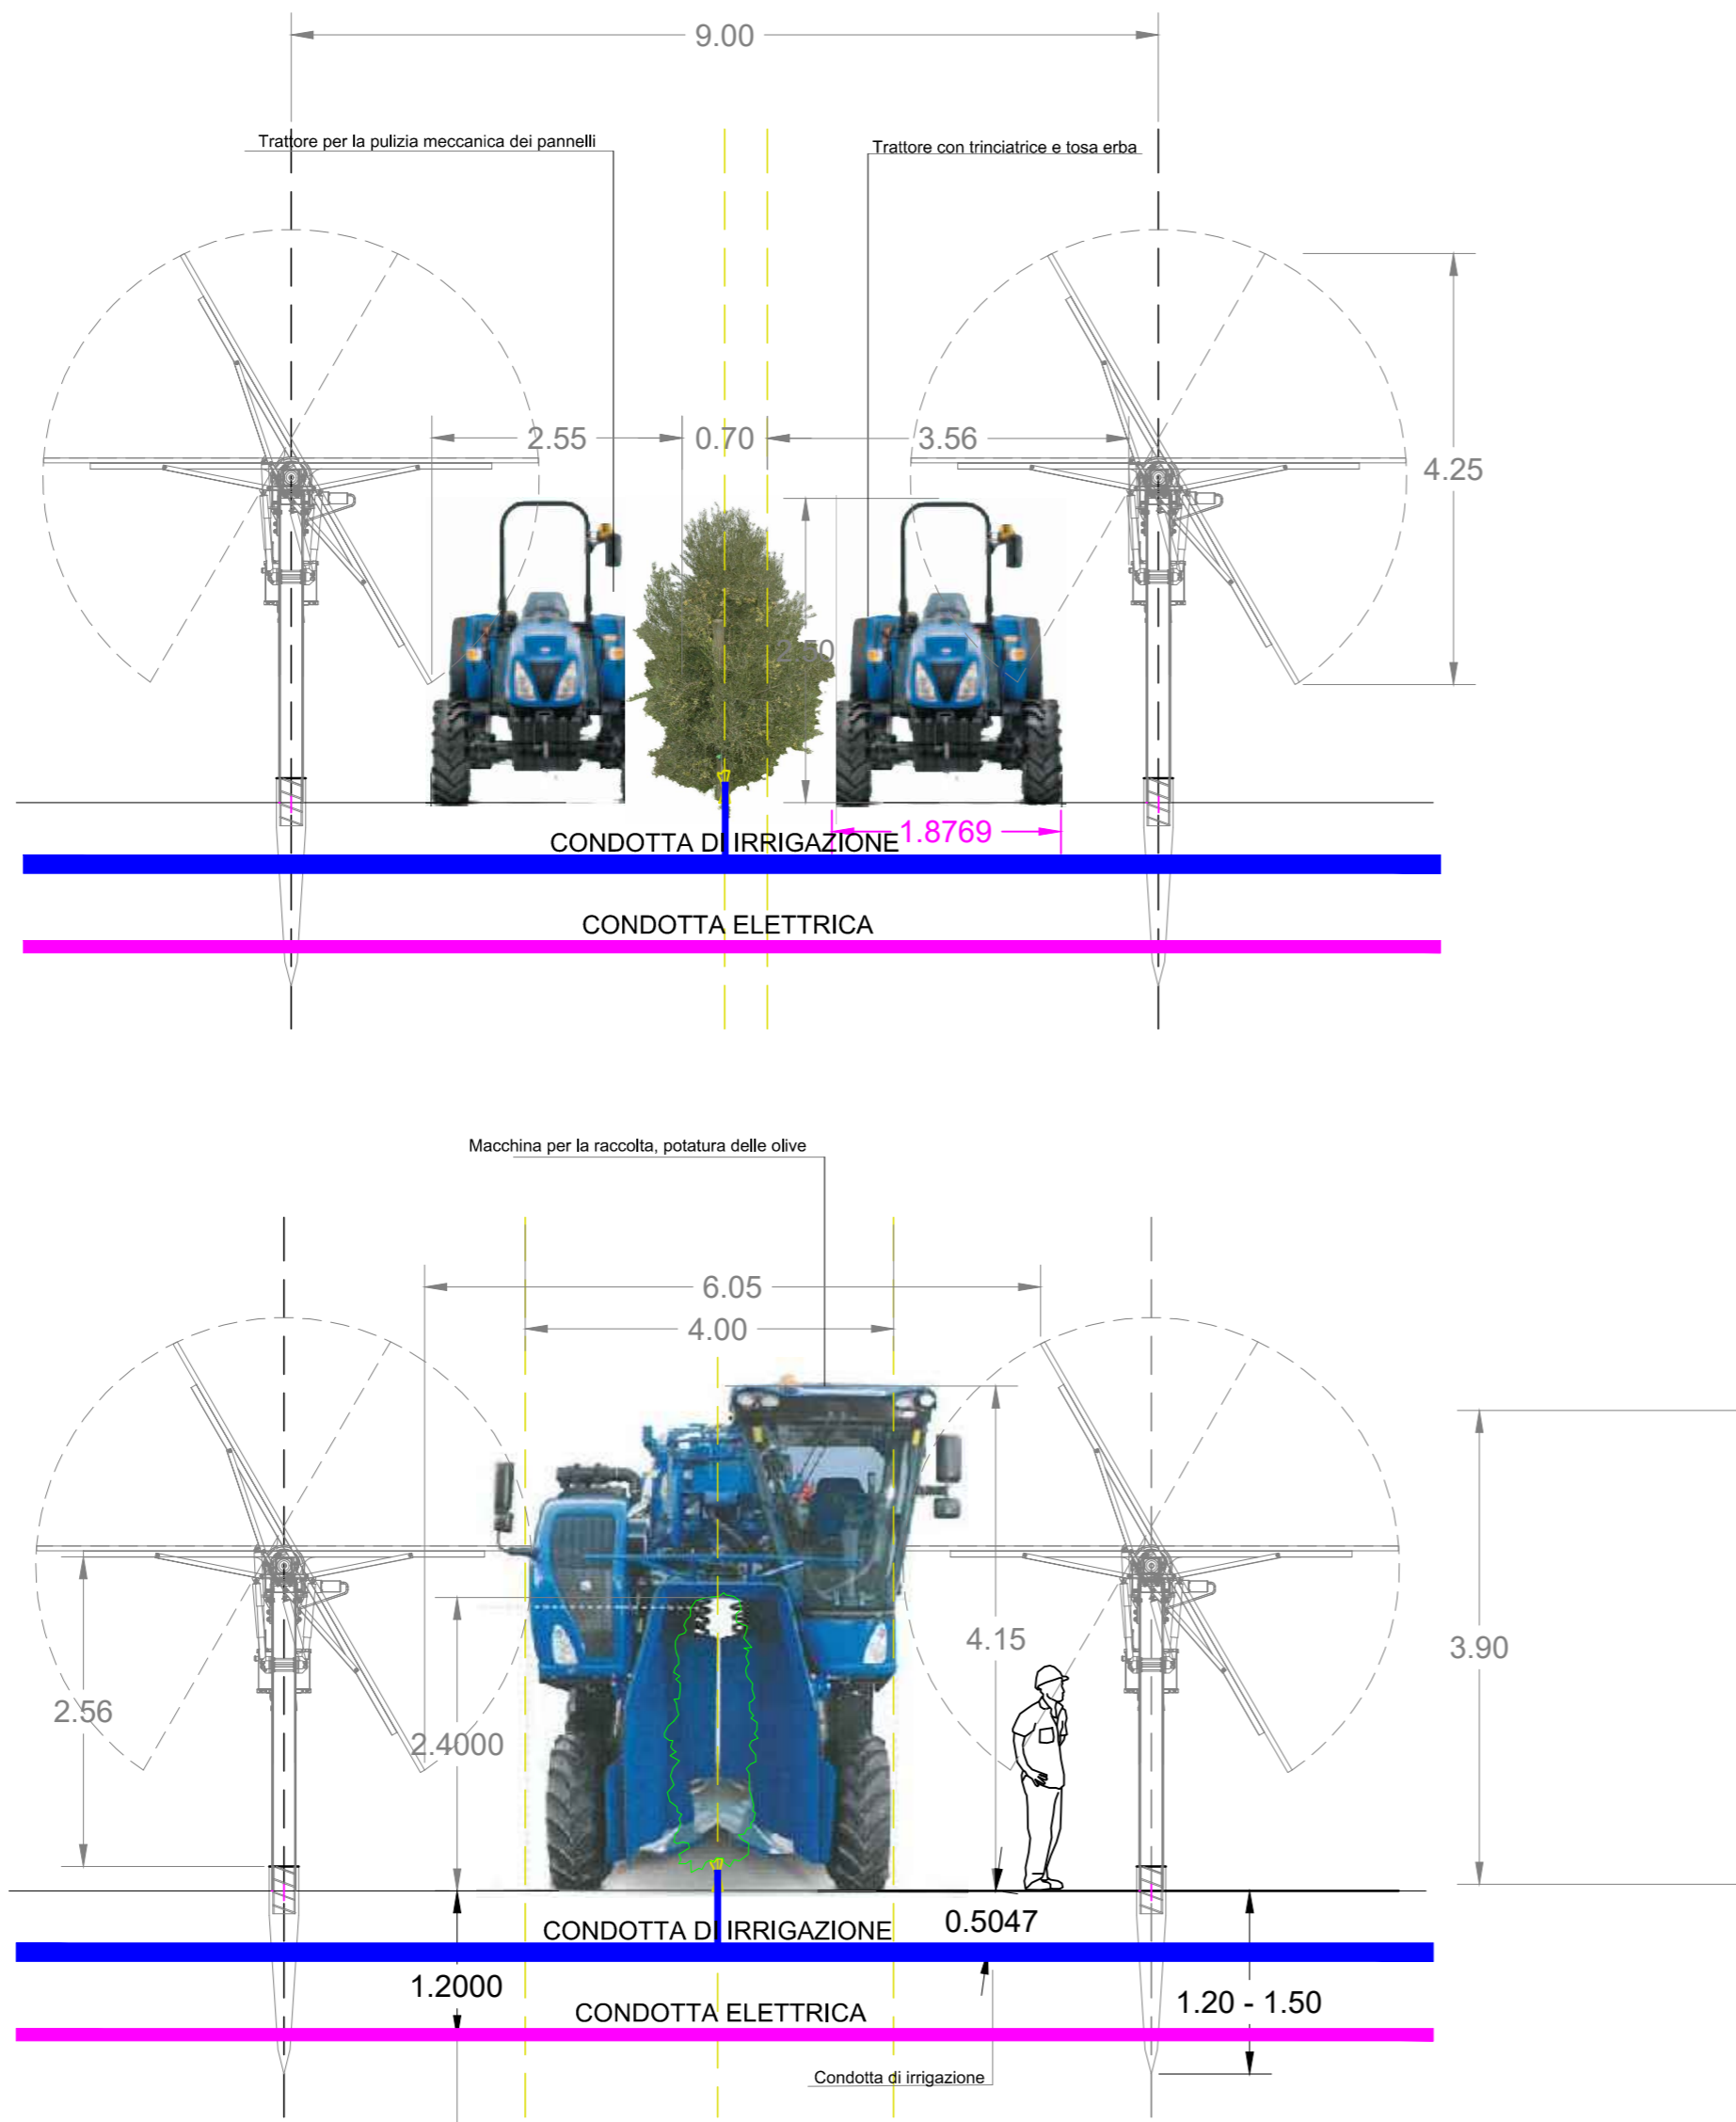 9.00
Trattore per la pulizia meccanica dei pannelli
Trattore con trinciatrice e tosa erba
2.55
0.70
3.56
4.25
2.50
1.8769
CONDOTTA DI IRRIGAZIONE
CONDOTTA ELETTRICA
Macchina per la raccolta, potatura delle olive
6.05
4.00
4.15
3.90
2.56
2.4000
0.5047
CONDOTTA DI IRRIGAZIONE
1.2000
1.20 - 1.50
CONDOTTA ELETTRICA
Condotta di irrigazione